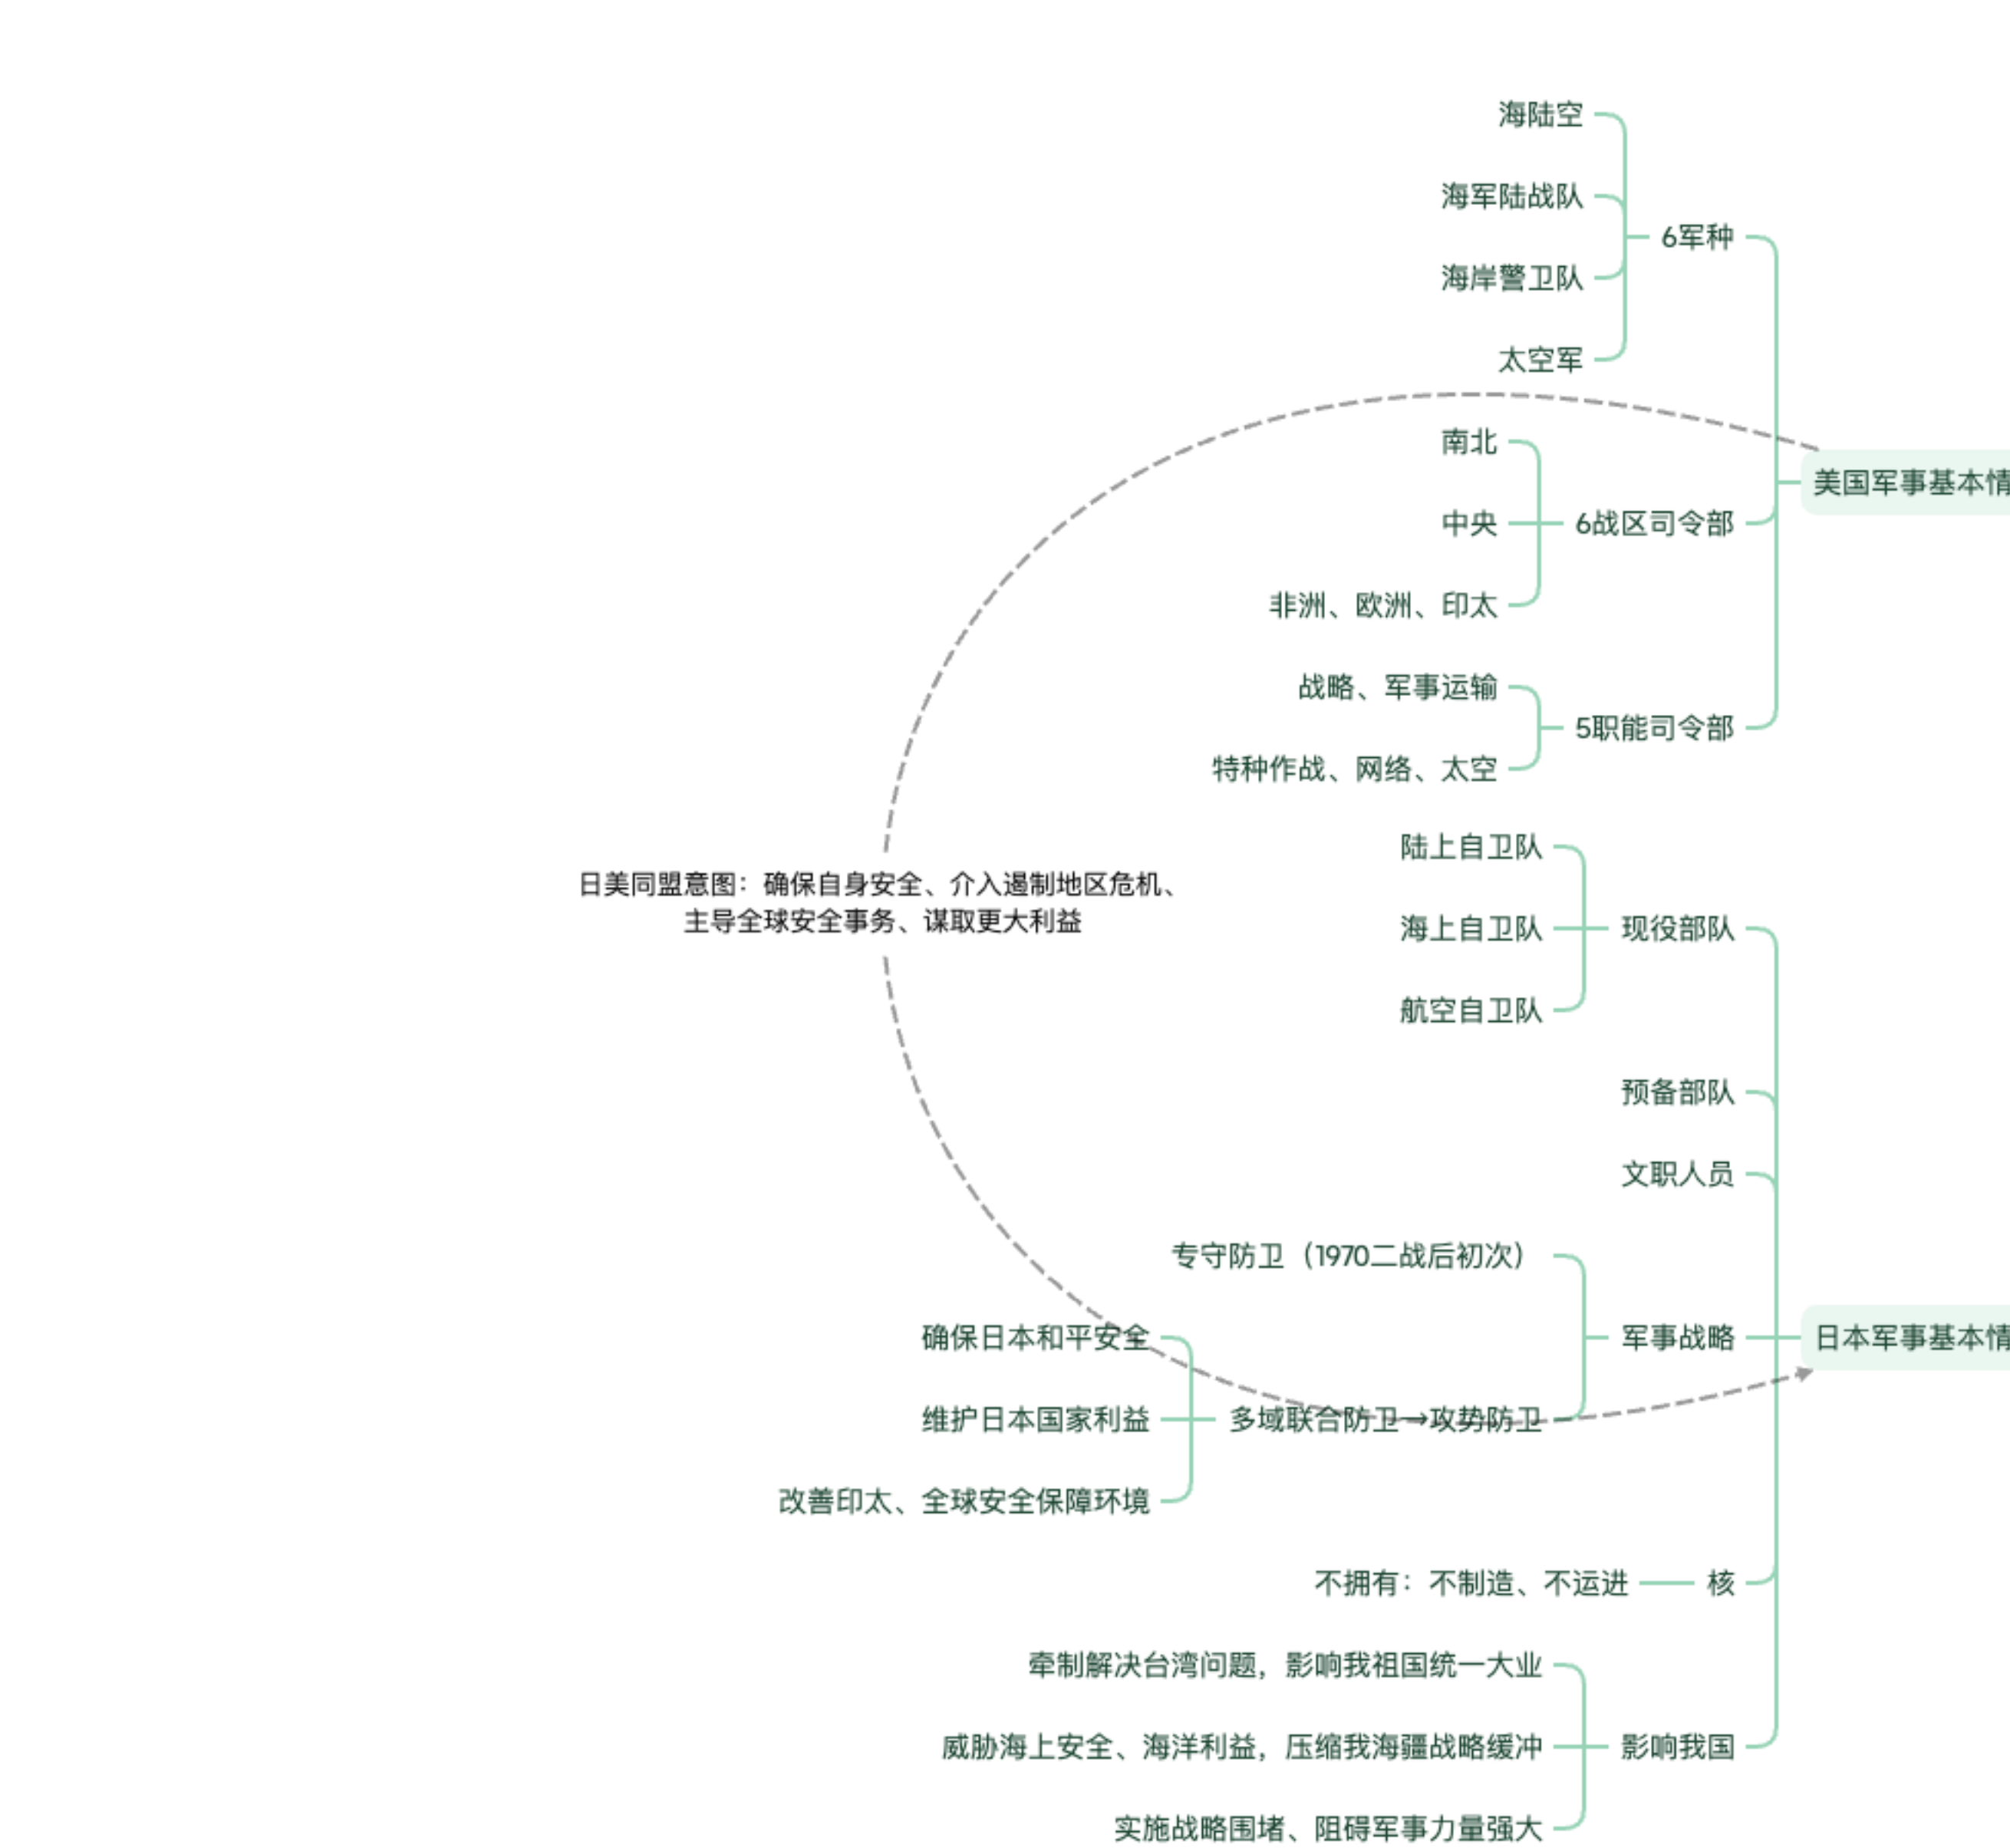 海陆空
海军陆战队
6军种
海岸警卫队
太空军
南北
美国军事基本情
中央
6战区司令部
非洲、欧洲、印太
战略、军事运输
5职能司令部
特种作战、网络、太空
陆上自卫队
日美同盟意图：确保自身安全、介入遏制地区危机、
主导全球安全事务、谋取更大利益
海上自卫队
现役部队
航空自卫队
预备部队
文职人员
专守防卫（1970二战后初次）
确保日本和平安全
军事战略
日本军事基本情
维护日本国家利益
多域联合防卫→攻势防卫
改善印太、全球安全保障环境
不拥有：不制造、不运进
核
牵制解决台湾问题，影响我祖国统一大业
威胁海上安全、海洋利益，压缩我海疆战略缓冲
影响我国
实施战略围堵、阻碍军事力量强大